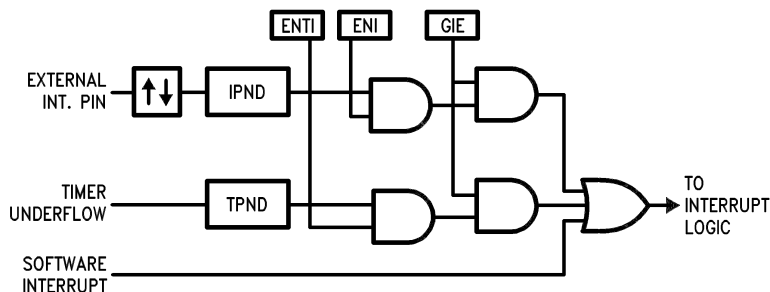 ENTI ENI GIE
EXTERNAL
INT. PIN
IPND
TIMER
UNDERFLOW
TPND
TO
INTERRUPT
LOGIC
SOFTWARE
INTERRUPT